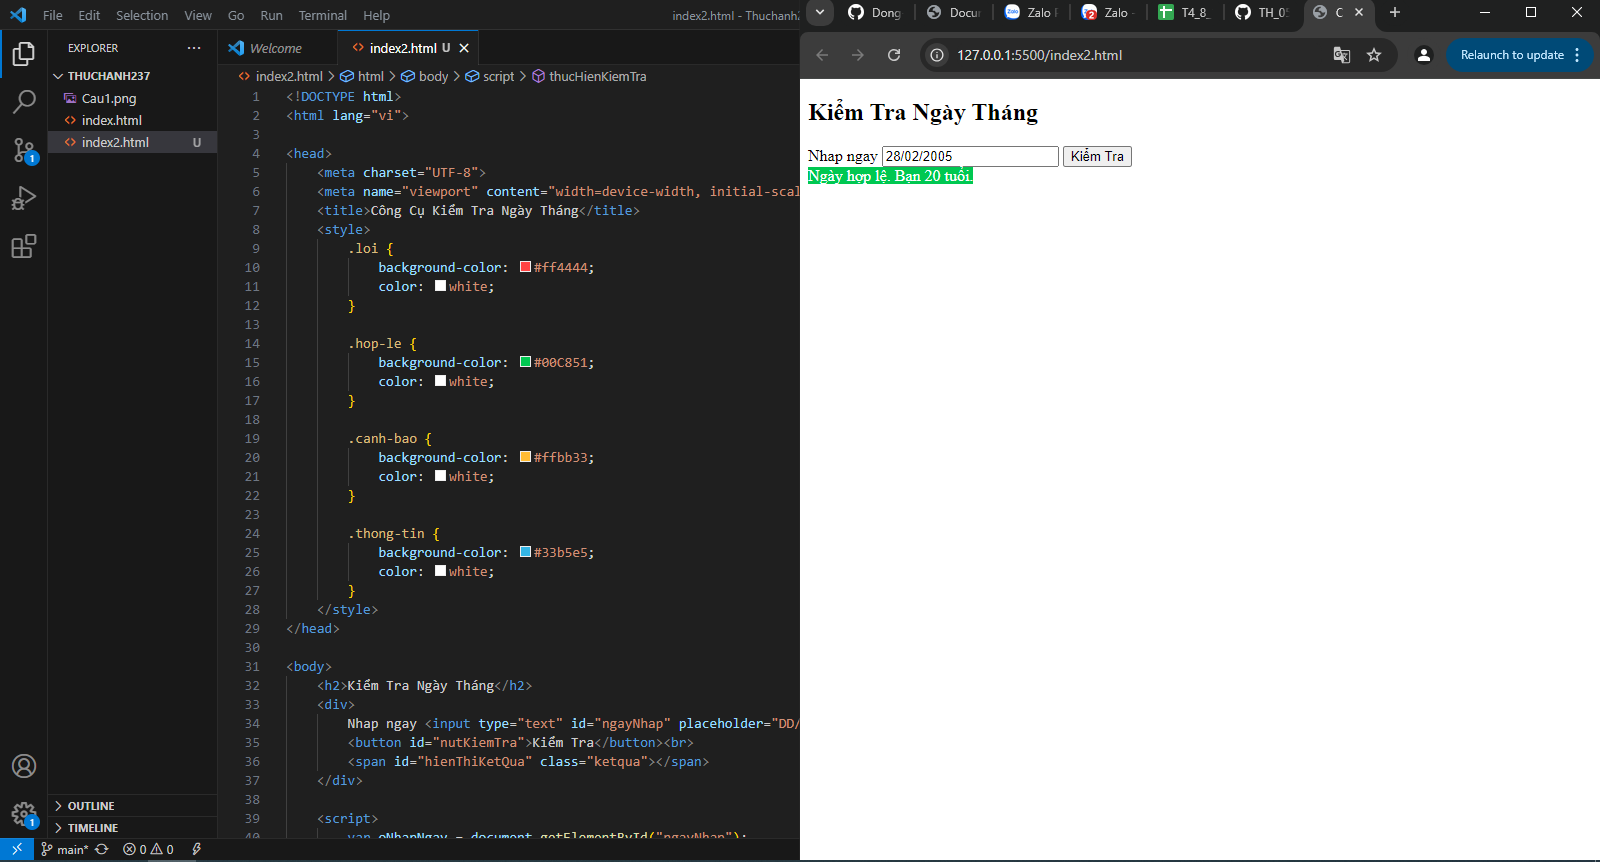 File Edit Selection View Go Run Terminal Help
index2.html - Thuchanh2
EXPLORER
THUCHANH237
Cau1.png
index.html
index2.html U
OUTLINE
TIMELINE
1
1
Welcome
index2.html U
index2.html > html > body > script > thucHienKiemTra
1 <!DOCTYPE html>
2 <html lang="vi">
3
4 <head>
5 <meta charset="UTF-8">
6 <meta name="viewport" content="width=device-width, initial-scal
7 <title>Công Cụ Kiểm Tra Ngày Tháng</title>
8 <style>
9 .loi {
10 background-color: #ff4444;
11 color: white;
12 }
13
14 .hop-le {
15 background-color: #00C851;
16 color: white;
17 }
18
19 .canh-bao {
20 background-color: #ffbb33;
21 color: white;
22 }
23
24 .thong-tin {
25 background-color: #33b5e5;
26 color: white;
27 }
28 </style>
29 </head>
30
31 <body>
32 <h2>Kiểm Tra Ngày Tháng</h2>
33 <div>
34 Nhap ngay <input type="text" id="ngayNhap" placeholder="DD/
35 <button id="nutKiemTra">Kiểm Tra</button><br>
36 <span id="hienThiKetQua" class="ketqua"></span>
37 </div>
38
39 <script>
40 var oNhapNgay = document.getElementById("ngayNhap");
main* 0 0
Dong Docur Zalo Zalo T4_8_ TH_05 C
127.0.0.1:5500/index2.html
Relaunch to update
Kiểm Tra Ngày Tháng
Nhap ngay 28/02/2005 Kiểm Tra
Ngày hợp lệ. Bạn 20 tuổi.